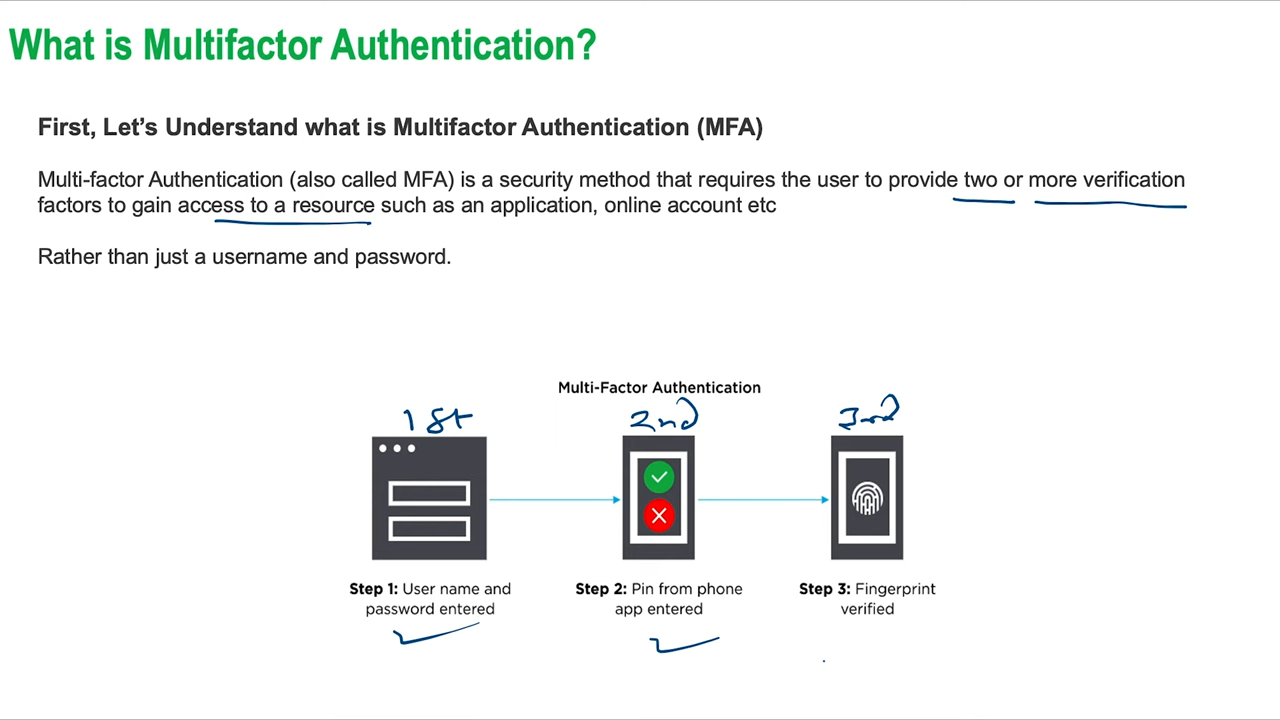 What is Multifactor Authentication?
First, Let's Understand what is Multifactor Authentication (MFA)
Multi-factor Authentication (also called MFA) is a security method that requires the user to provide two or more verification
factors to gain access to a resource such as an application, online account etc
Rather than just a username and password.
Multi-Factor Authentication
1st 2nd 3rd
Step 1: User name and
password entered
Step 2: Pin from phone
app entered
Step 3: Fingerprint
verified